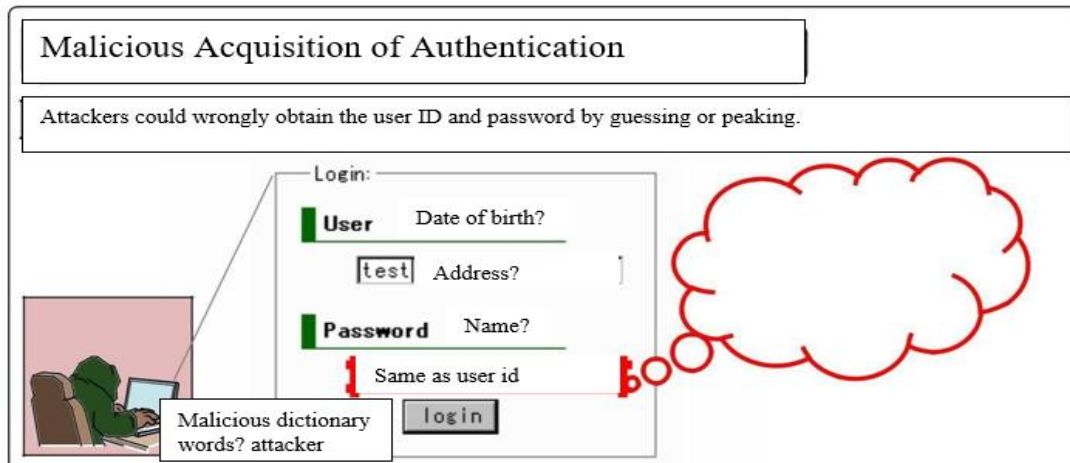 Malicious Acquisition of Authentication
Attackers could wrongly obtain the user ID and password by guessing or peaking.
Login:
User
Date of birth?
test
Address?
Password
Name?
Same as user id
login
Malicious dictionary
words? attacker